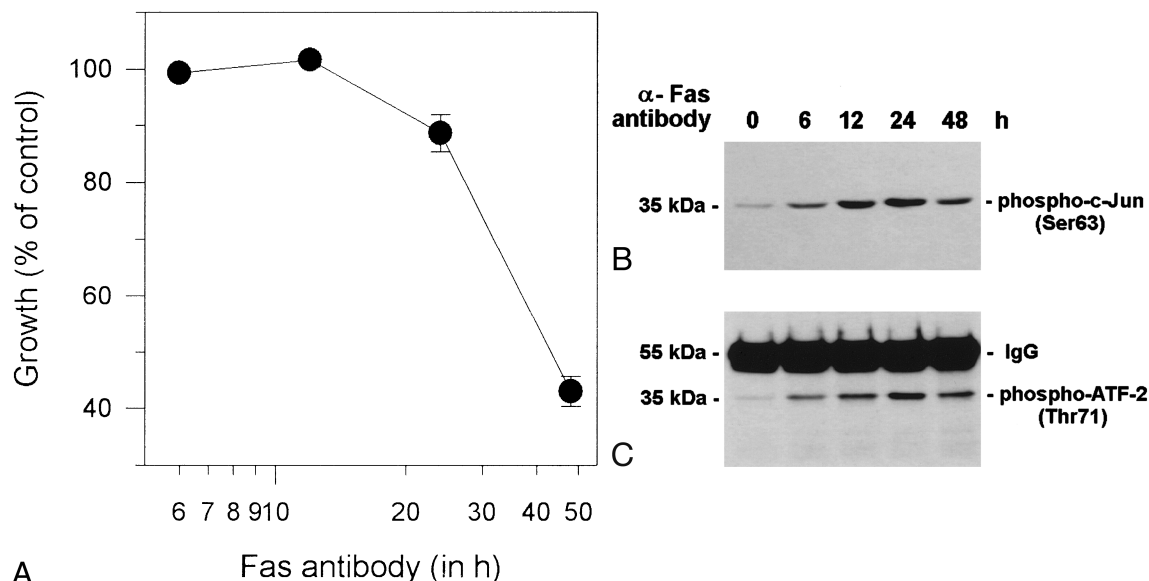 100
80
60
40
Growth (% of control)
6 7 8 910 20 30 40 50
Fas antibody (in h)
A
α- Fas
antibody 0 6 12 24 48 h
35 kDa - - phospho-c-Jun
(Ser63)
B
55 kDa - - IgG
35 kDa - - phospho-ATF-2
(Thr71)
C